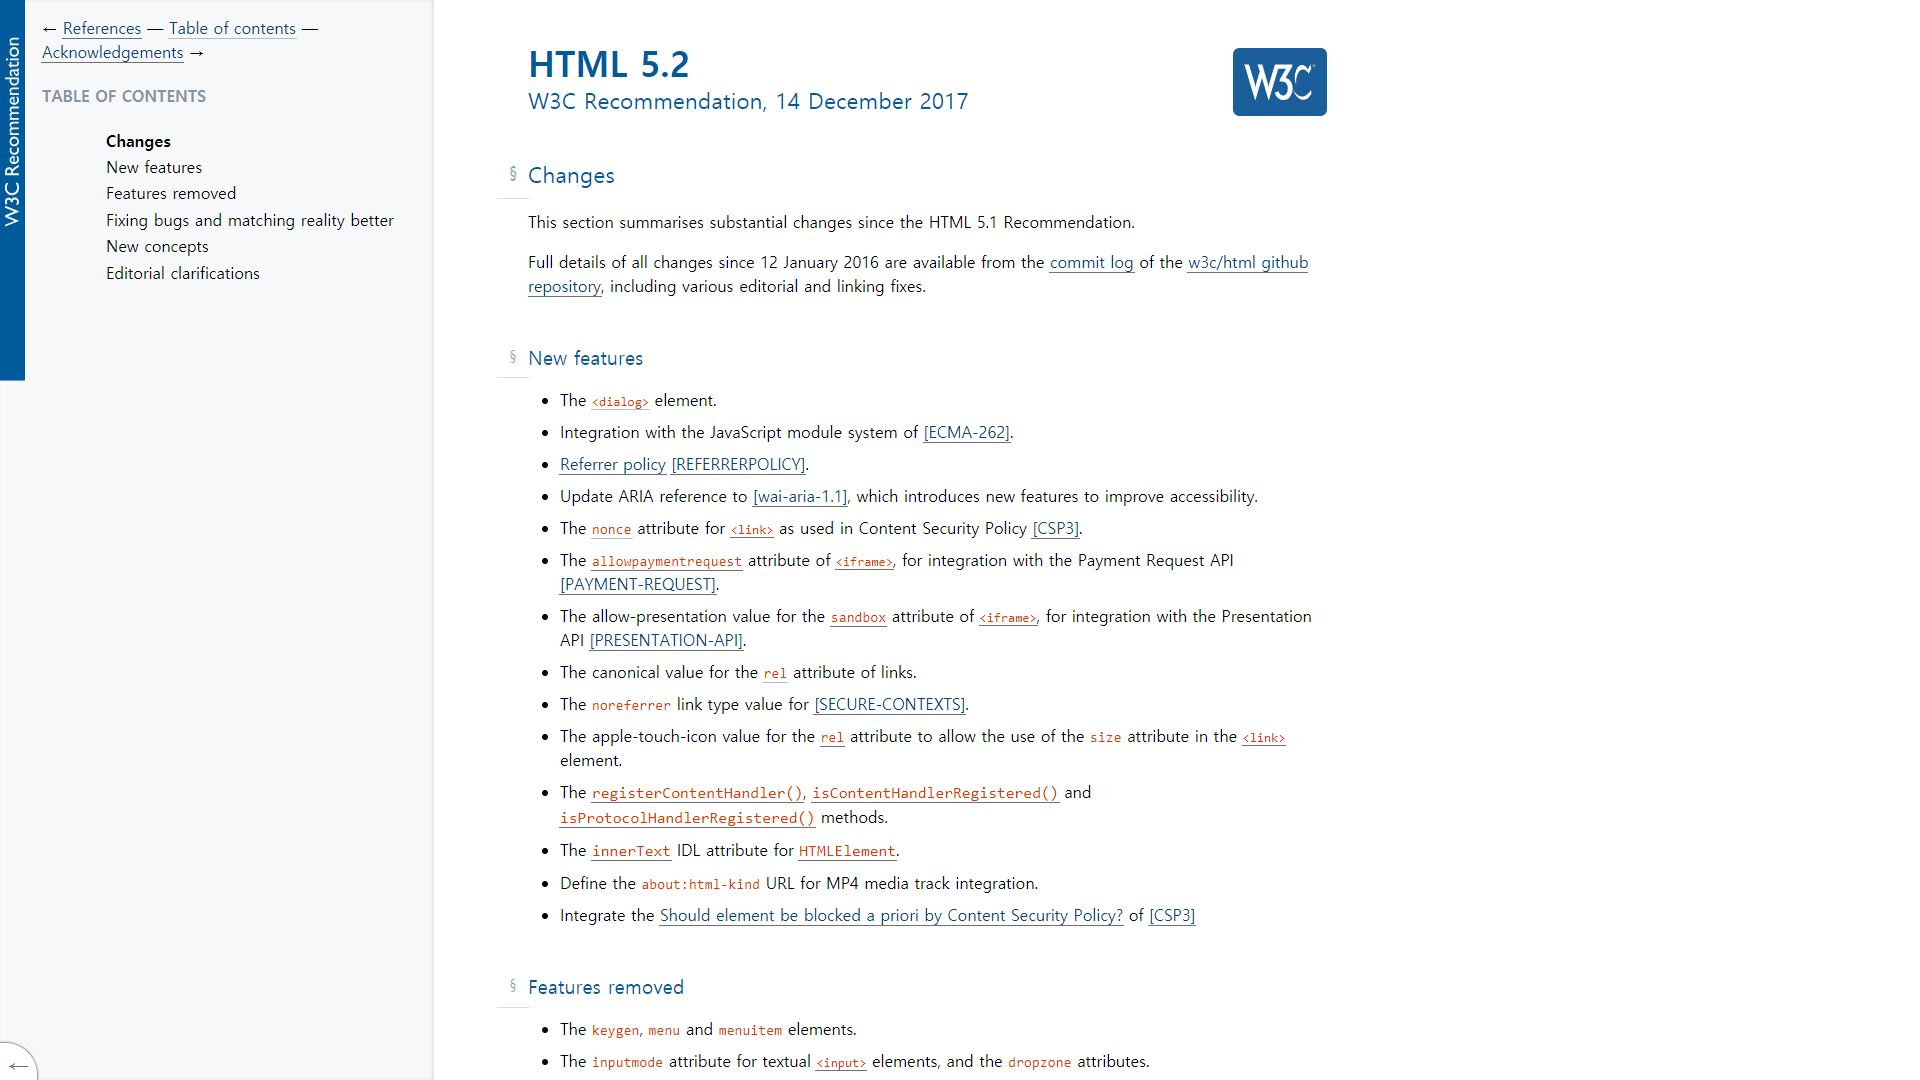 W3C Recommendation
← References — Table of contents —
Acknowledgements →
TABLE OF CONTENTS
Changes
New features
Features removed
Fixing bugs and matching reality better
New concepts
Editorial clarifications
←
HTML 5.2
W3C Recommendation, 14 December 2017
W3C
§ Changes
This section summarises substantial changes since the HTML 5.1 Recommendation.
Full details of all changes since 12 January 2016 are available from the commit log of the w3c/html github
repository, including various editorial and linking fixes.
§ New features
• The <dialog> element.
• Integration with the JavaScript module system of [ECMA-262].
• Referrer policy [REFERRERPOLICY].
• Update ARIA reference to [wai-aria-1.1], which introduces new features to improve accessibility.
• The nonce attribute for <link> as used in Content Security Policy [CSP3].
• The allowpaymentrequest attribute of <iframe>, for integration with the Payment Request API
[PAYMENT-REQUEST].
• The allow-presentation value for the sandbox attribute of <iframe>, for integration with the Presentation
API [PRESENTATION-API].
• The canonical value for the rel attribute of links.
• The noreferrer link type value for [SECURE-CONTEXTS].
• The apple-touch-icon value for the rel attribute to allow the use of the size attribute in the <link>
element.
• The registerContentHandler(), isContentHandlerRegistered() and
isProtocolHandlerRegistered() methods.
• The innerText IDL attribute for HTMLElement.
• Define the about:html-kind URL for MP4 media track integration.
• Integrate the Should element be blocked a priori by Content Security Policy? of [CSP3]
§ Features removed
• The keygen, menu and menuitem elements.
• The inputmode attribute for textual <input> elements, and the dropzone attributes.